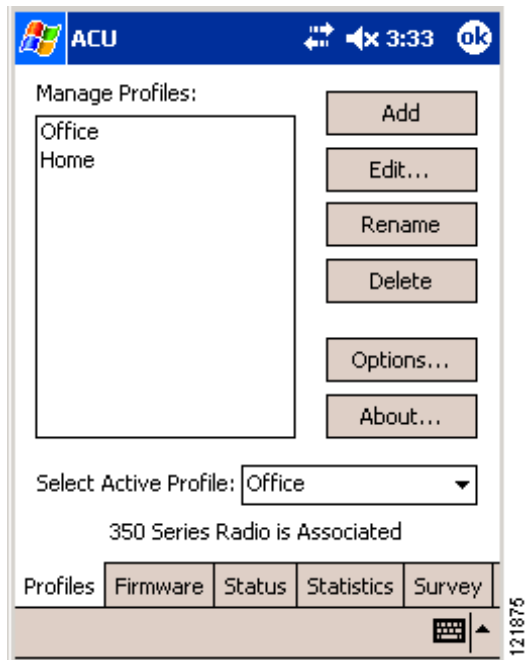 ACU 3:33 ok
Manage Profiles:
Office
Home
Add
Edit...
Rename
Delete
Options...
About...
Select Active Profile: Office
350 Series Radio is Associated
Profiles Firmware Status Statistics Survey
121875